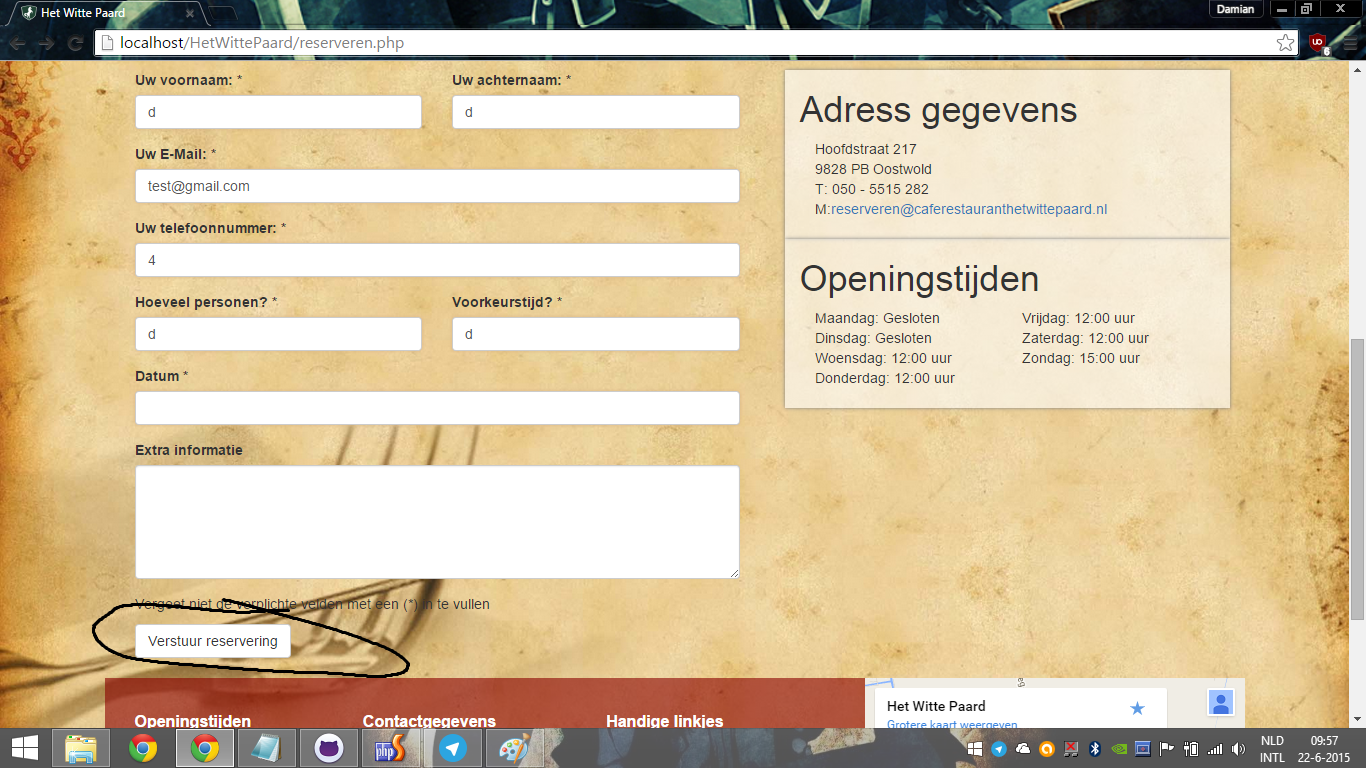 Het Witte Paard
Damian
localhost/HetWittePaard/reserveren.php
6
Uw voornaam: *
Uw achternaam: *
d
d
Uw E-Mail: *
test@gmail.com
Uw telefoonnummer: *
4
Hoeveel personen? *
Voorkeurstijd? *
d
d
Datum *
Extra informatie
Vergeet niet de verplichte velden met een (*) in te vullen
Verstuur reservering
Adress gegevens
Hoofdstraat 217
9828 PB Oostwold
T: 050 - 5515 282
M:reserveren@caferestauranthetwittepaard.nl
Openingstijden
Maandag: Gesloten
Dinsdag: Gesloten
Woensdag: 12:00 uur
Donderdag: 12:00 uur
Vrijdag: 12:00 uur
Zaterdag: 12:00 uur
Zondag: 15:00 uur
Openingstijden
Contactgegevens
Handige linkjes
Het Witte Paard
Grotere kaart weergeven
php
NLD
INTL
09:57
22-6-2015